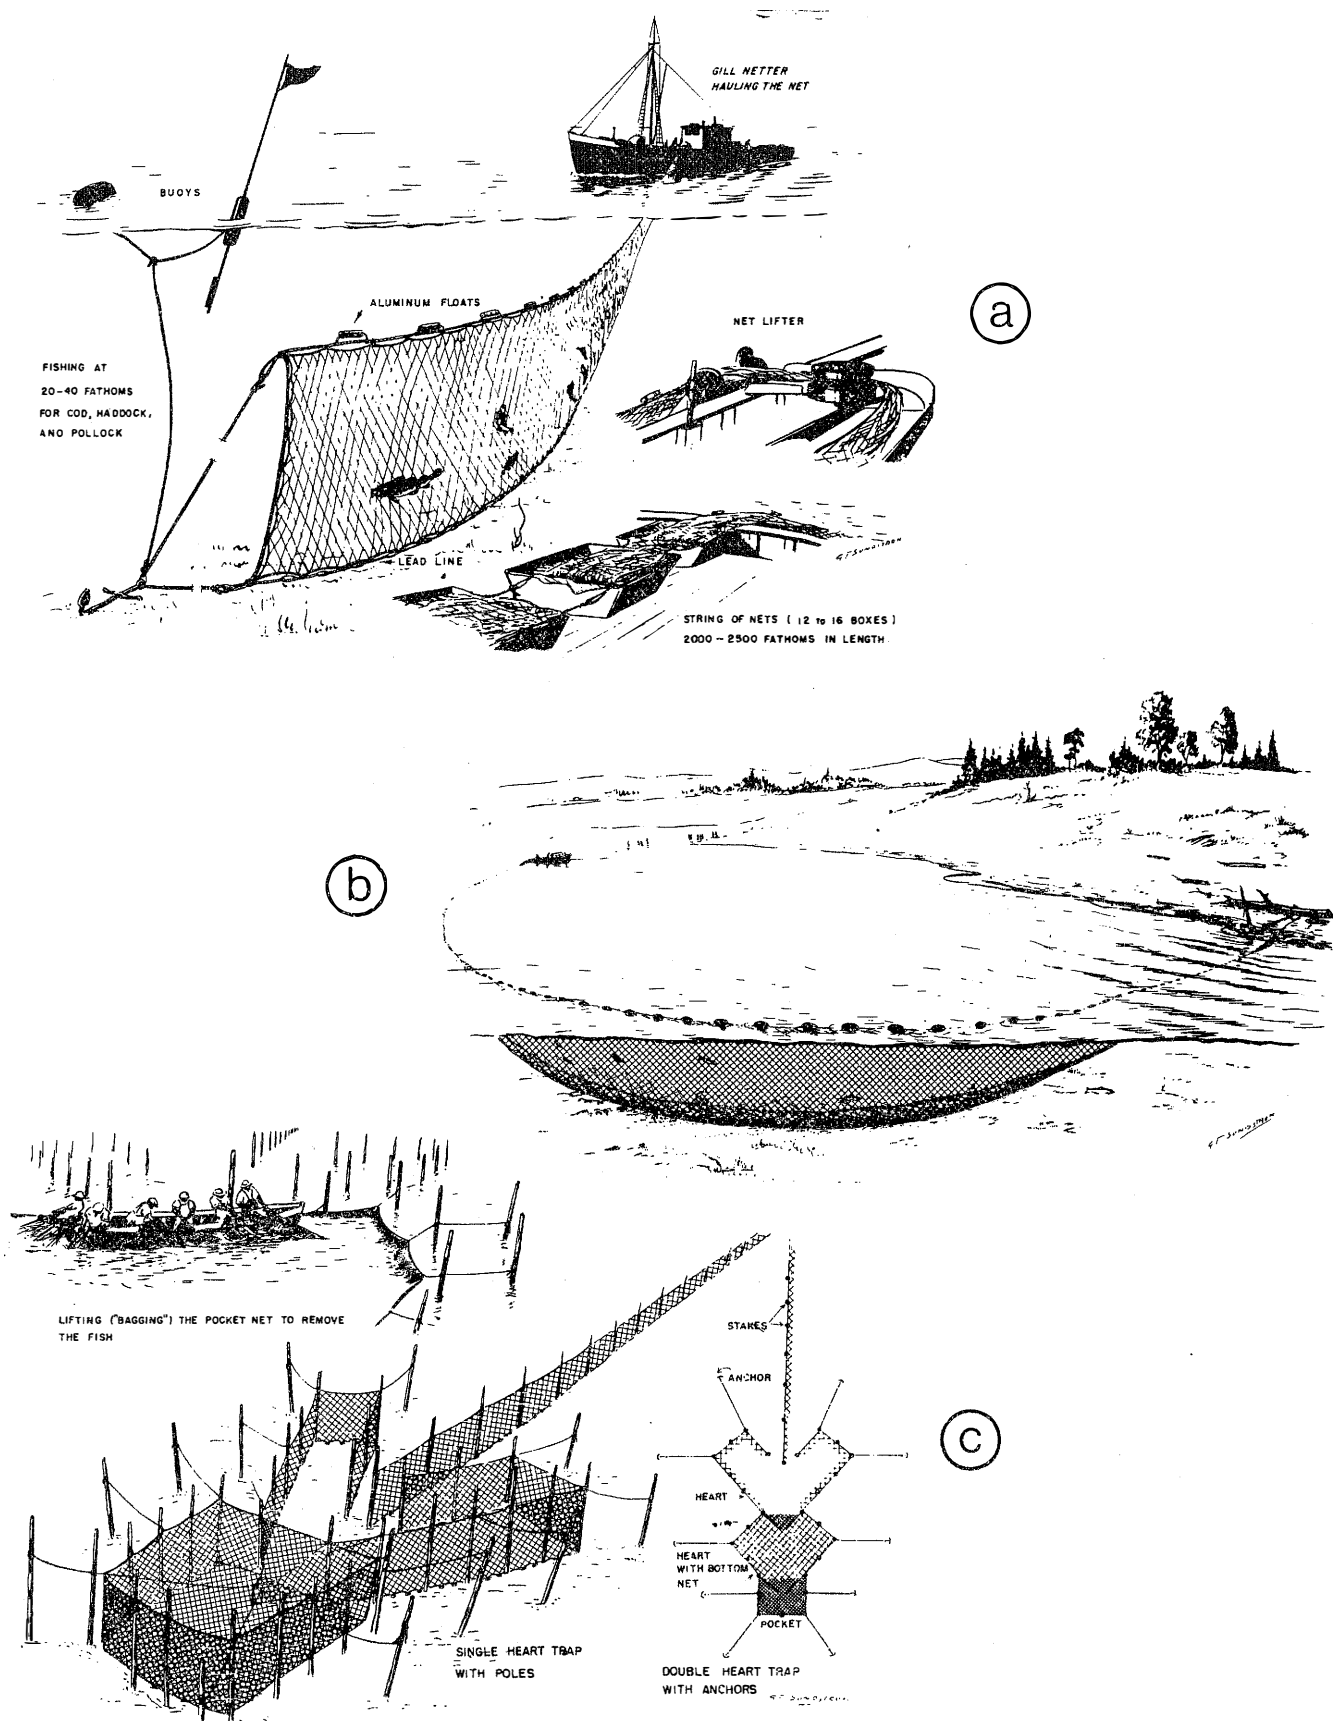 GILL NETTER
HAULING THE NET
BUOYS
ALUMINUM FLOATS
a
NET LIFTER
FISHING AT
20-40 FATHOMS
FOR COD, HADDOCK,
AND POLLOCK
G.F. SUNDSTROM
LEAD LINE
STRING OF NETS ( 12 TO 16 BOXES )
2000 - 2500 FATHOMS IN LENGTH
b
G.F. SUNDSTROM
LIFTING ("BAGGING") THE POCKET NET TO REMOVE
THE FISH
STAKES
ANCHOR
c
HEART
HEART
WITH BOTTOM
NET
POCKET
SINGLE HEART TRAP
WITH POLES
DOUBLE HEART TRAP
WITH ANCHORS
G.F. SUNDSTROM